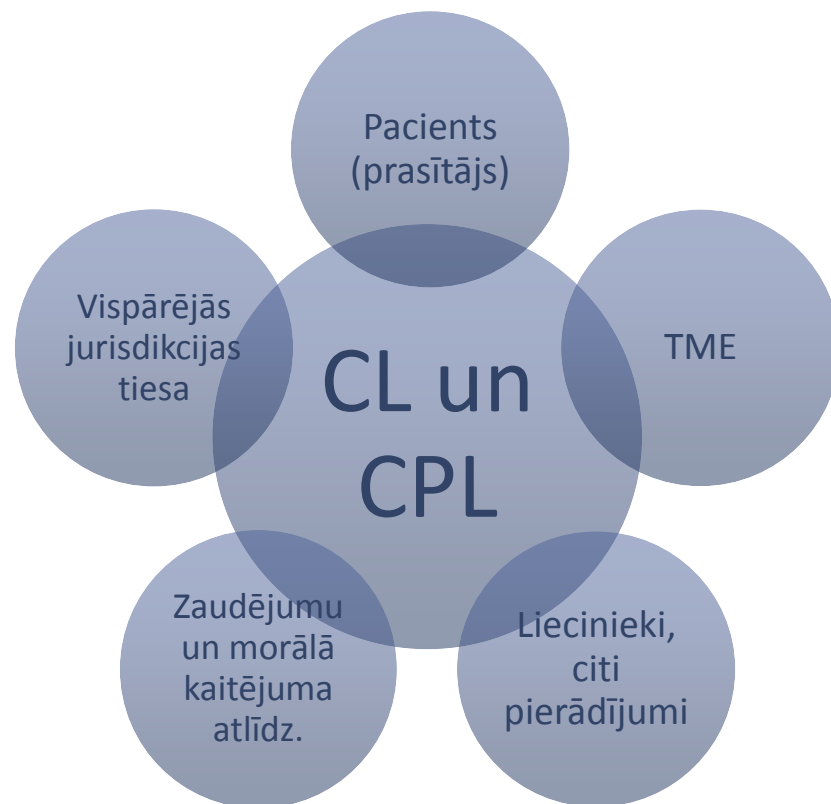 Pacients
(prasītājs)
Vispārējās
jurisdikcijas
tiesa
TME
CL un
CPL
Zaudējumu
un morālā
kaitējuma
atlīdz.
Liecinieki,
citi
pierādījumi